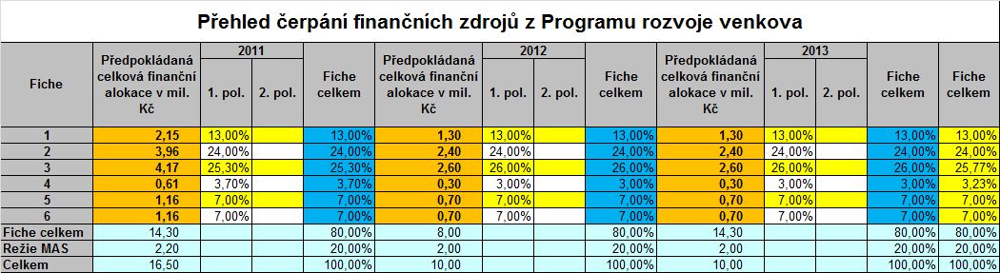 Přehled čerpání finančních zdrojů z Programu rozvoje venkova
Fiche Předpokládaná celková finanční alokace v mil. Kč 2011 1. pol. 2. pol. Fiche celkem Předpokládaná celková finanční alokace v mil. Kč 2012 1. pol. 2. pol. Fiche celkem Předpokládaná celková finanční alokace v mil. Kč 2013 1. pol. 2. pol. Fiche celkem Fiche celkem
1 2,15 13,00% 13,00% 1,30 13,00% 13,00% 1,30 13,00% 13,00% 13,00%
2 3,96 24,00% 24,00% 2,40 24,00% 24,00% 2,40 24,00% 24,00% 24,00%
3 4,17 25,30% 25,30% 2,60 26,00% 26,00% 2,60 26,00% 26,00% 25,77%
4 0,61 3,70% 3,70% 0,30 3,00% 3,00% 0,30 3,00% 3,00% 3,23%
5 1,16 7,00% 7,00% 0,70 7,00% 7,00% 0,70 7,00% 7,00% 7,00%
6 1,16 7,00% 7,00% 0,70 7,00% 7,00% 0,70 7,00% 7,00% 7,00%
Fiche celkem 14,30 80,00% 8,00 80,00% 14,30 80,00% 80,00%
Režie MAS 2,20 20,00% 2,00 20,00% 2,00 20,00% 20,00%
Celkem 16,50 100,00% 10,00 100,00% 10,00 100,00% 100,00%